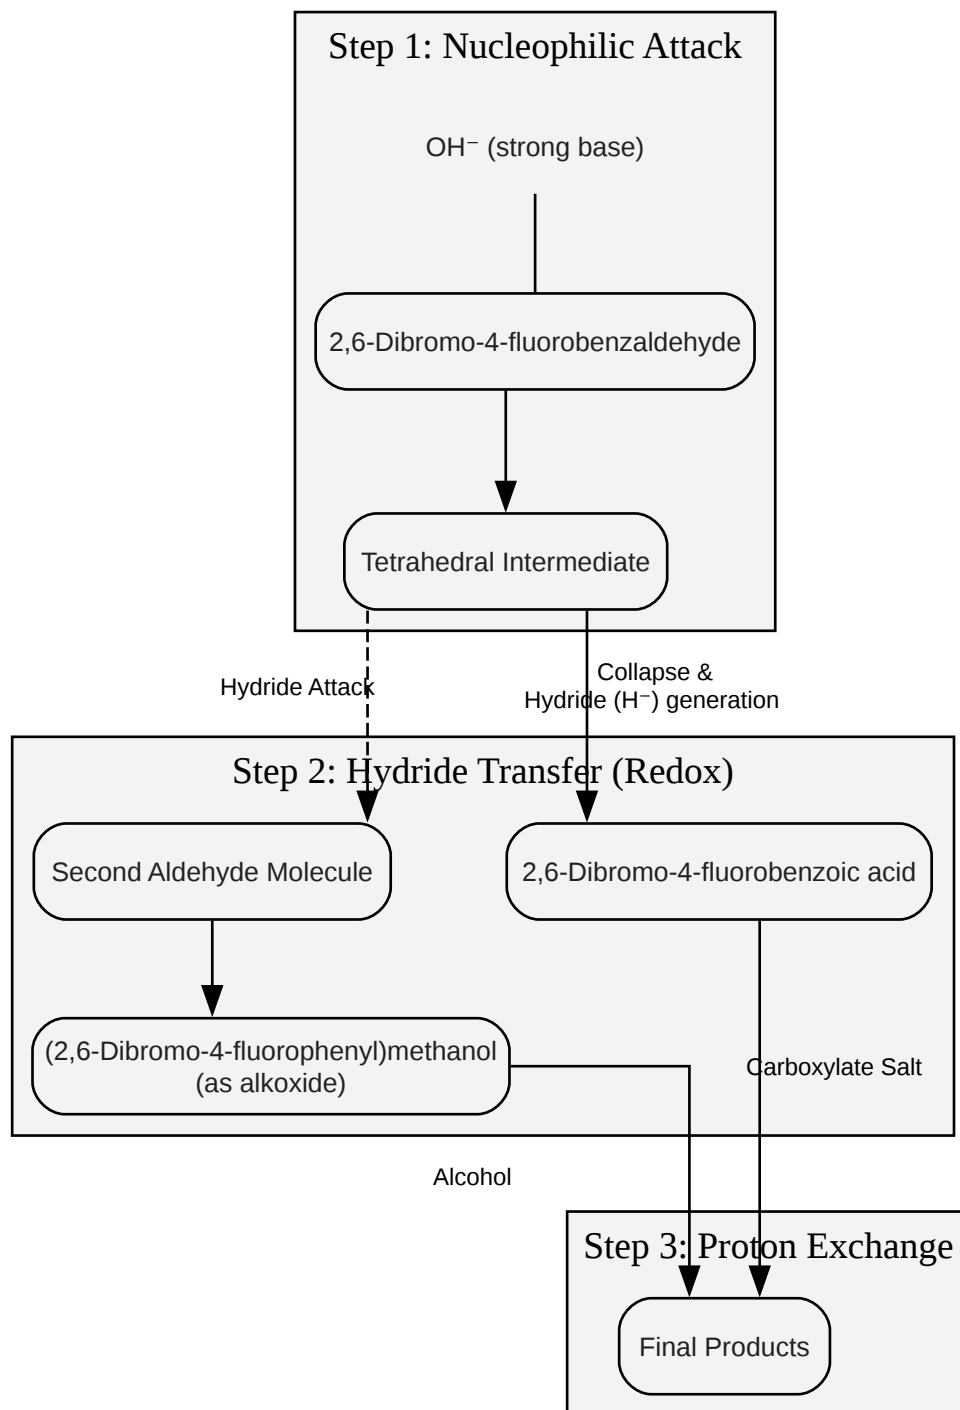 Step 1: Nucleophilic Attack
OH⁻ (strong base)
2,6-Dibromo-4-fluorobenzaldehyde
Tetrahedral Intermediate
Hydride Attack
Collapse &
Hydride (H⁻) generation
Step 2: Hydride Transfer (Redox)
Second Aldehyde Molecule
2,6-Dibromo-4-fluorobenzoic acid
(2,6-Dibromo-4-fluorophenyl)methanol
(as alkoxide)
Carboxylate Salt
Alcohol
Step 3: Proton Exchange
Final Products